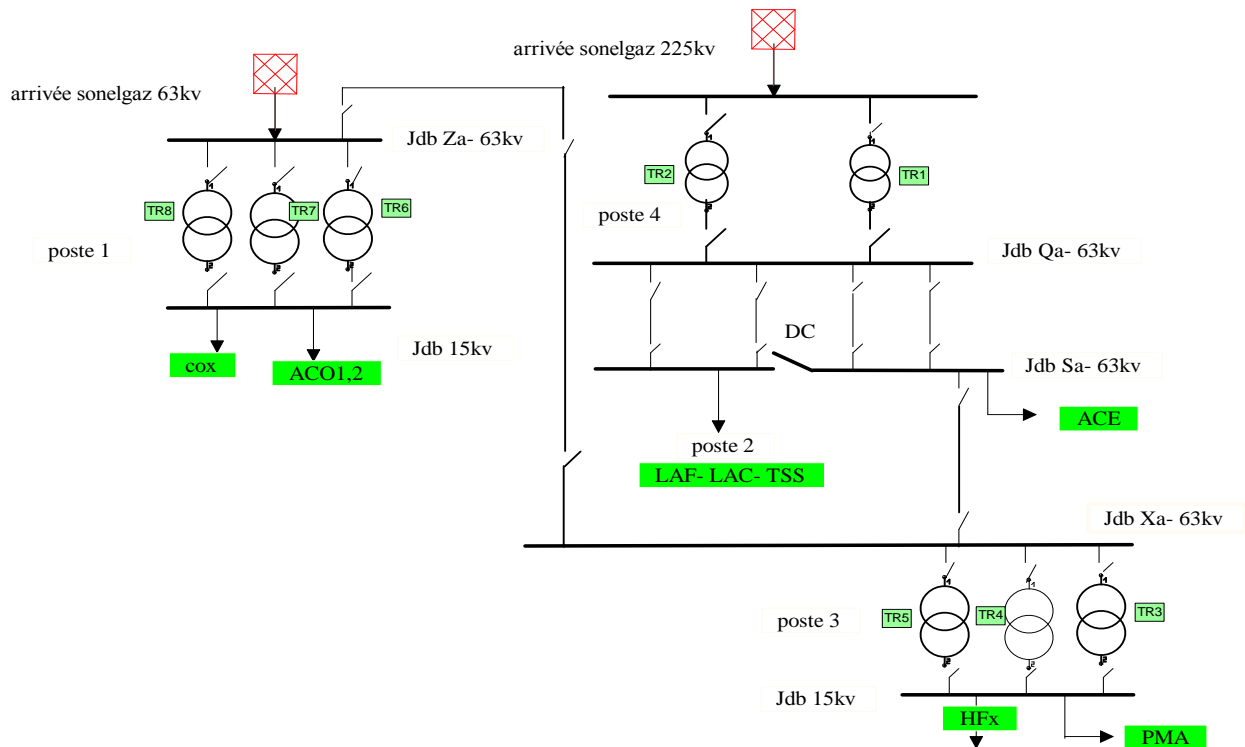 arrivée sonelgaz 225kv
arrivée sonelgaz 63kv
Jdb Za- 63kv
TR2
TR1
TR8
TR7
TR6
poste 4
poste 1
Jdb Qa- 63kv
DC
Jdb 15kv
cox
ACO1,2
Jdb Sa- 63kv
ACE
poste 2
LAF- LAC- TSS
Jdb Xa- 63kv
poste 3
TR5
TR4
TR3
Jdb 15kv
HFx
PMA